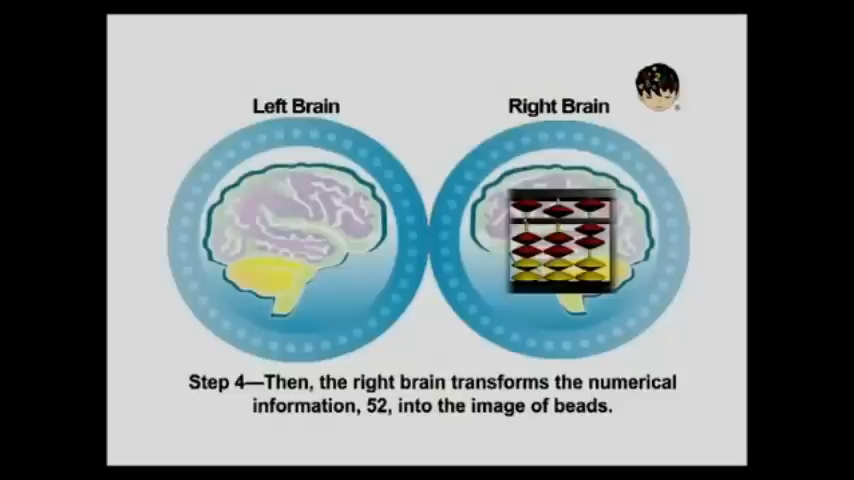 Left Brain
Right Brain
Step 4—Then, the right brain transforms the numerical
information, 52, into the image of beads.